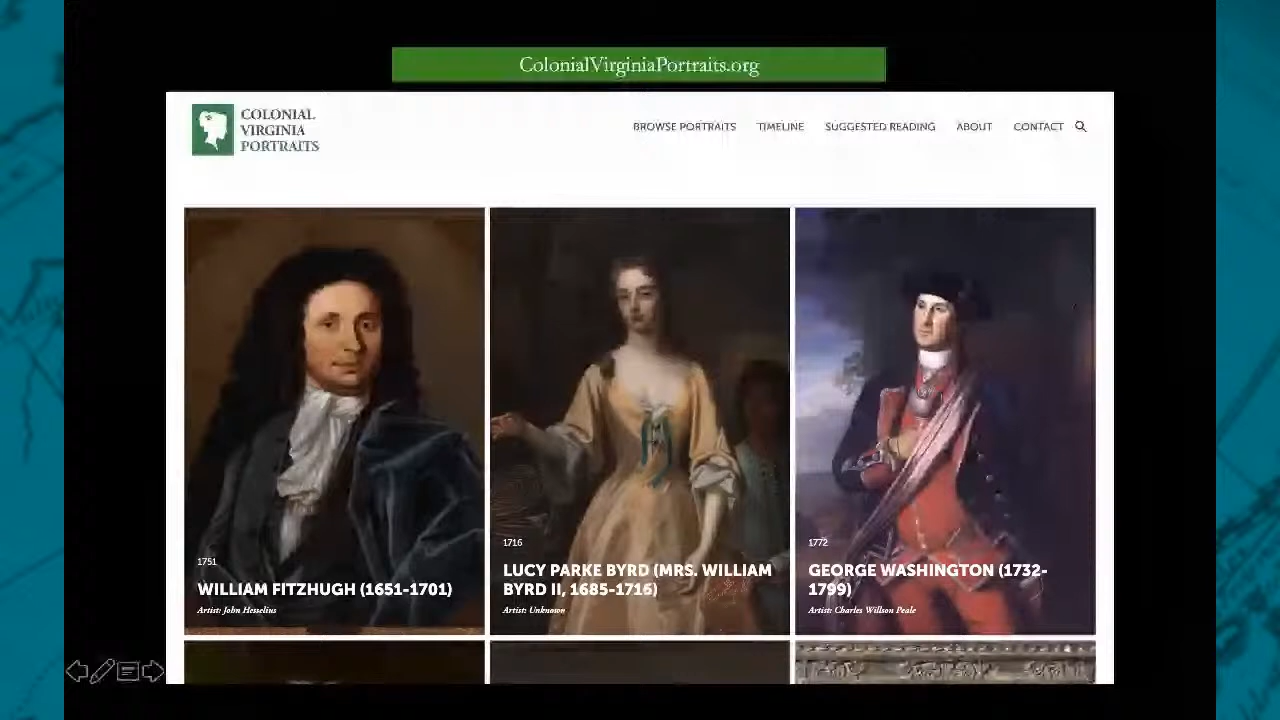 ColonialVirginiaPortraits.org
COLONIAL
VIRGINIA
PORTRAITS
BROWSE PORTRAITS TIMELINE SUGGESTED READING ABOUT CONTACT
1751
WILLIAM FITZHUGH (1651-1701)
Artist: John Hesselius
1716
LUCY PARKE BYRD (MRS. WILLIAM
BYRD II, 1685-1716)
Artist: Unknown
1772
GEORGE WASHINGTON (1732-
1799)
Artist: Charles Willson Peale